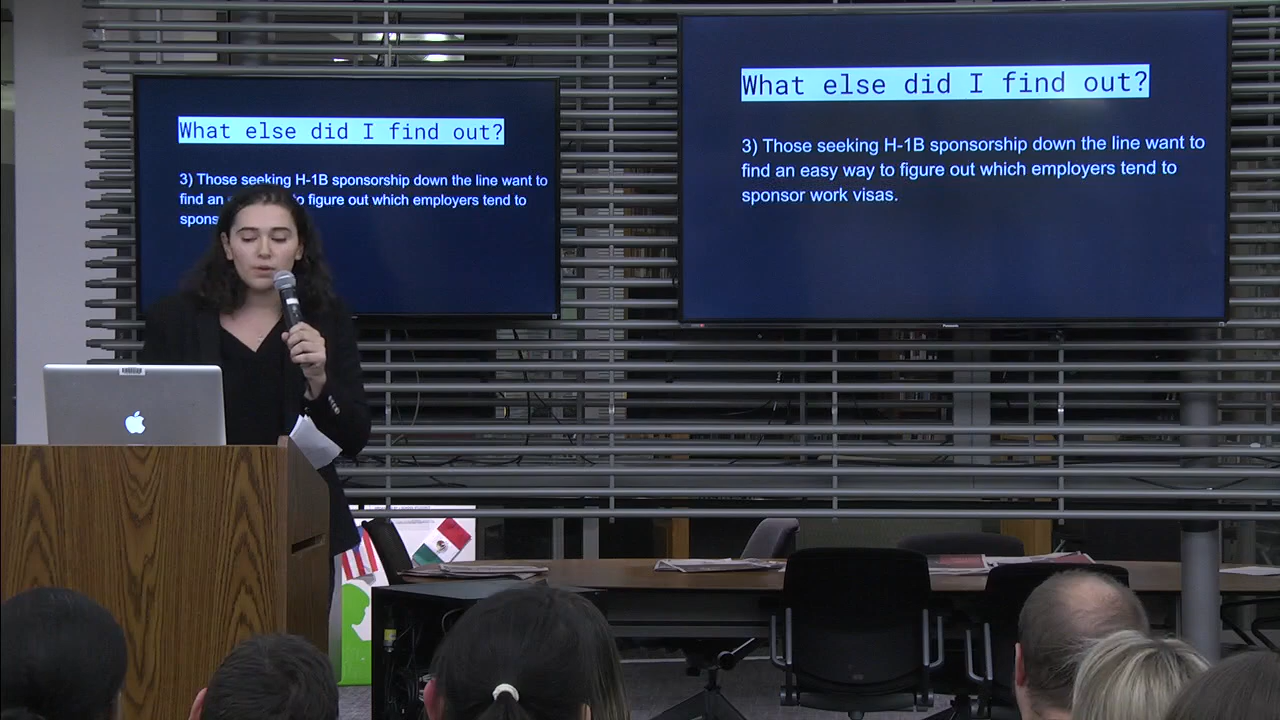 What else did I find out?
3) Those seeking H-1B sponsorship down the line want to
find an to figure out which employers tend to
spons
What else did I find out?
3) Those seeking H-1B sponsorship down the line want to
find an easy way to figure out which employers tend to
sponsor work visas.
Panasonic